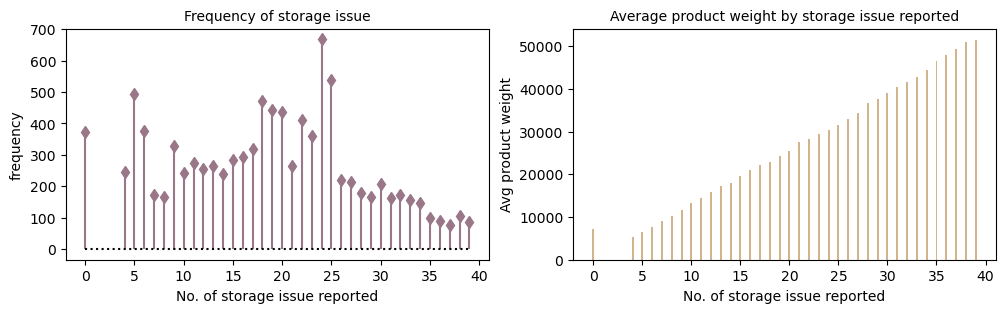 Frequency of storage issue
700
600
500
400
300
200
100
0
frequency
0 5 10 15 20 25 30 35 40
No. of storage issue reported
Average product weight by storage issue reported
50000
40000
30000
20000
10000
0
Avg product weight
0 5 10 15 20 25 30 35 40
No. of storage issue reported